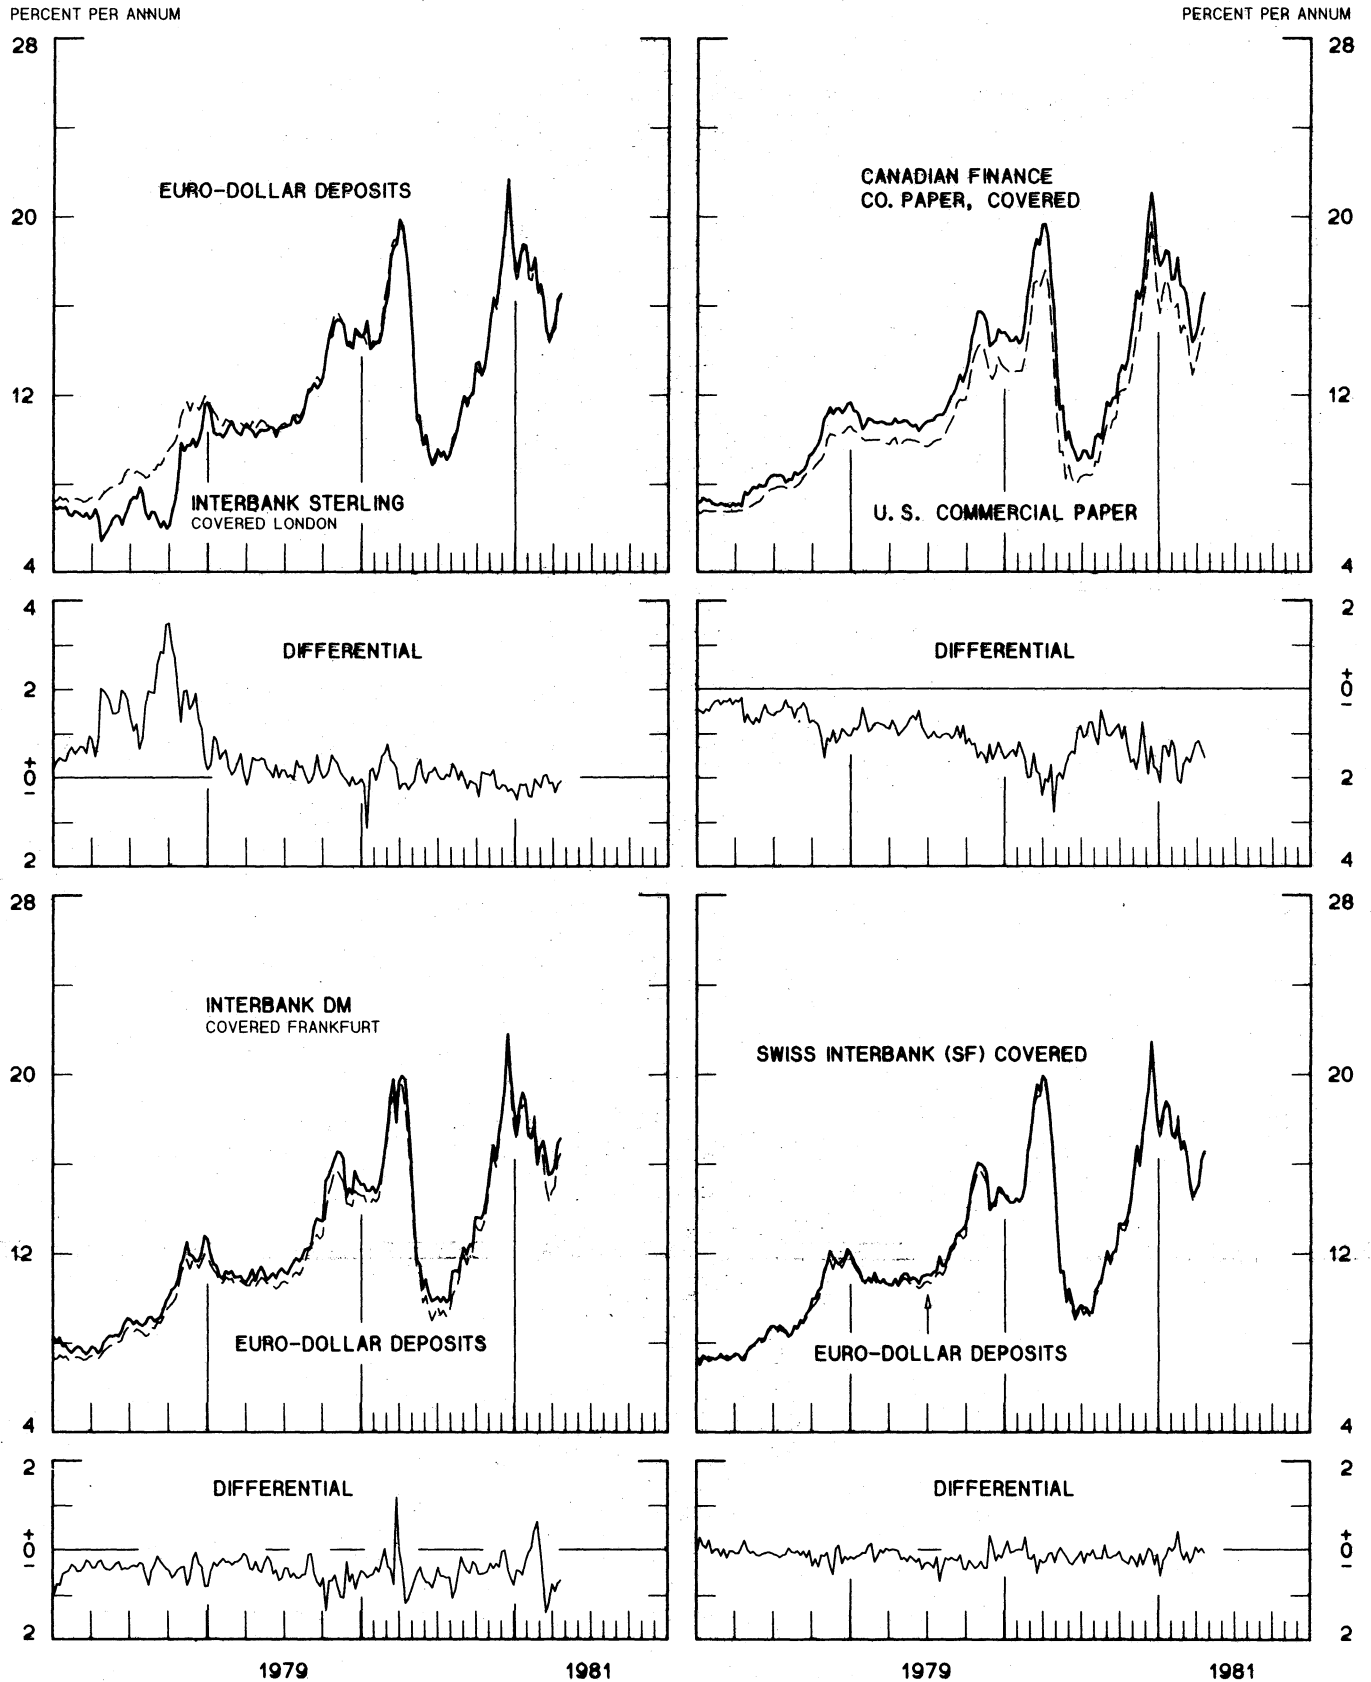 PERCENT PER ANNUM
PERCENT PER ANNUM
28
20
12
4
EURO-DOLLAR DEPOSITS
INTERBANK STERLING
COVERED LONDON
28
20
12
4
CANADIAN FINANCE
CO. PAPER, COVERED
U. S. COMMERCIAL PAPER
4
2
+
0
−
2
DIFFERENTIAL
2
+
0
−
2
4
DIFFERENTIAL
28
20
12
4
INTERBANK DM
COVERED FRANKFURT
EURO-DOLLAR DEPOSITS
28
20
12
4
SWISS INTERBANK (SF) COVERED
EURO-DOLLAR DEPOSITS
2
+
0
−
2
DIFFERENTIAL
2
+
0
−
2
DIFFERENTIAL
1979 1981
1979 1981